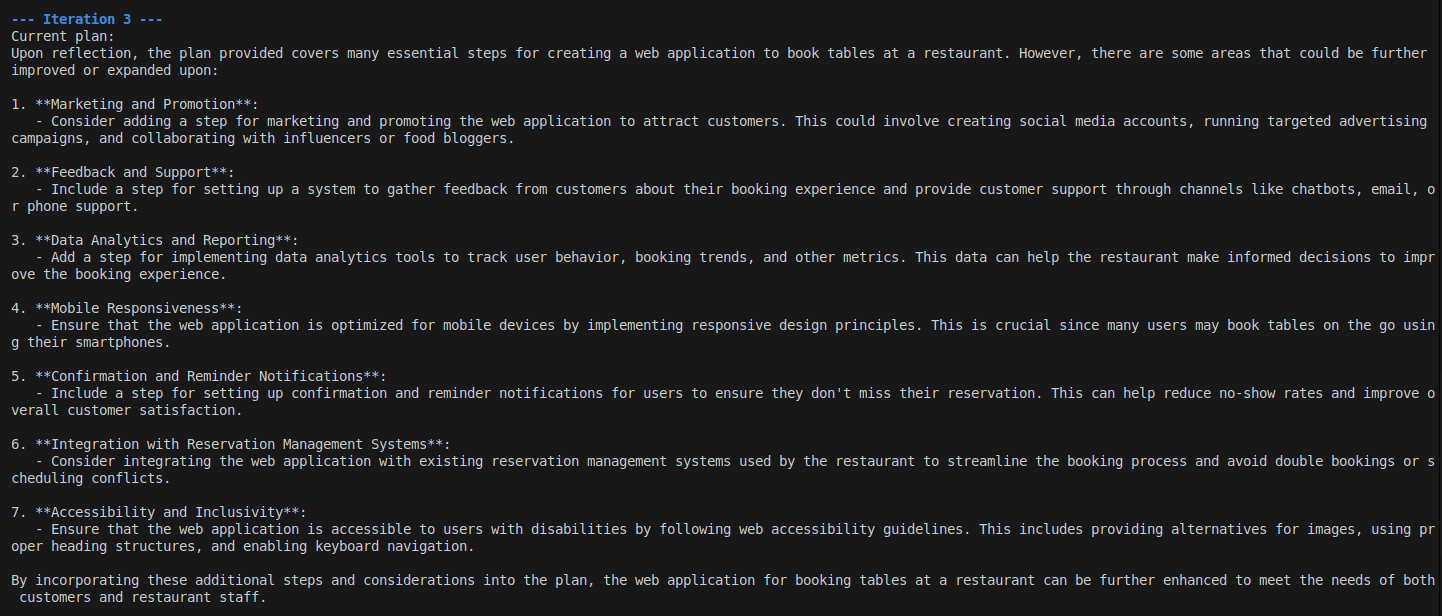 --- Iteration 3 ---
Current plan:
Upon reflection, the plan provided covers many essential steps for creating a web application to book tables at a restaurant. However, there are some areas that could be further
improved or expanded upon:
1. **Marketing and Promotion**:
- Consider adding a step for marketing and promoting the web application to attract customers. This could involve creating social media accounts, running targeted advertising
campaigns, and collaborating with influencers or food bloggers.
2. **Feedback and Support**:
- Include a step for setting up a system to gather feedback from customers about their booking experience and provide customer support through channels like chatbots, email, o
r phone support.
3. **Data Analytics and Reporting**:
- Add a step for implementing data analytics tools to track user behavior, booking trends, and other metrics. This data can help the restaurant make informed decisions to impr
ove the booking experience.
4. **Mobile Responsiveness**:
- Ensure that the web application is optimized for mobile devices by implementing responsive design principles. This is crucial since many users may book tables on the go usin
g their smartphones.
5. **Confirmation and Reminder Notifications**:
- Include a step for setting up confirmation and reminder notifications for users to ensure they don't miss their reservation. This can help reduce no-show rates and improve o
verall customer satisfaction.
6. **Integration with Reservation Management Systems**:
- Consider integrating the web application with existing reservation management systems used by the restaurant to streamline the booking process and avoid double bookings or s
cheduling conflicts.
7. **Accessibility and Inclusivity**:
- Ensure that the web application is accessible to users with disabilities by following web accessibility guidelines. This includes providing alternatives for images, using pr
oper heading structures, and enabling keyboard navigation.
By incorporating these additional steps and considerations into the plan, the web application for booking tables at a restaurant can be further enhanced to meet the needs of both
customers and restaurant staff.